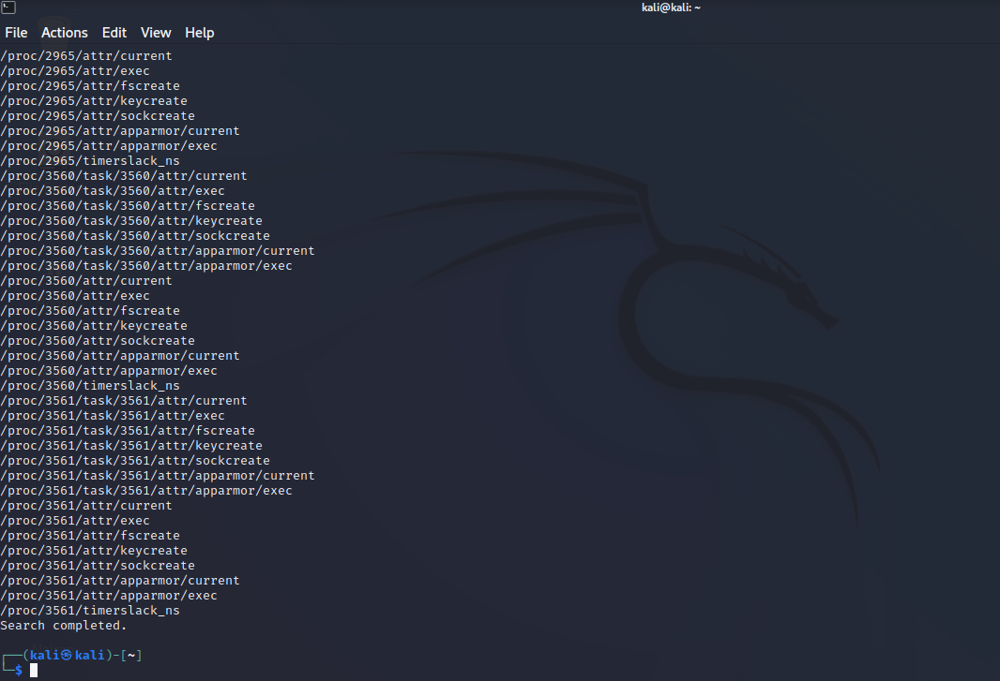 kali@kali: ~
File Actions Edit View Help
/proc/2965/attr/current
/proc/2965/attr/exec
/proc/2965/attr/fscreate
/proc/2965/attr/keycreate
/proc/2965/attr/sockcreate
/proc/2965/attr/apparmor/current
/proc/2965/attr/apparmor/exec
/proc/2965/timerslack_ns
/proc/3560/task/3560/attr/current
/proc/3560/task/3560/attr/exec
/proc/3560/task/3560/attr/fscreate
/proc/3560/task/3560/attr/keycreate
/proc/3560/task/3560/attr/sockcreate
/proc/3560/task/3560/attr/apparmor/current
/proc/3560/task/3560/attr/apparmor/exec
/proc/3560/attr/current
/proc/3560/attr/exec
/proc/3560/attr/fscreate
/proc/3560/attr/keycreate
/proc/3560/attr/sockcreate
/proc/3560/attr/apparmor/current
/proc/3560/attr/apparmor/exec
/proc/3560/timerslack_ns
/proc/3561/task/3561/attr/current
/proc/3561/task/3561/attr/exec
/proc/3561/task/3561/attr/fscreate
/proc/3561/task/3561/attr/keycreate
/proc/3561/task/3561/attr/sockcreate
/proc/3561/task/3561/attr/apparmor/current
/proc/3561/task/3561/attr/apparmor/exec
/proc/3561/attr/current
/proc/3561/attr/exec
/proc/3561/attr/fscreate
/proc/3561/attr/keycreate
/proc/3561/attr/sockcreate
/proc/3561/attr/apparmor/current
/proc/3561/attr/apparmor/exec
/proc/3561/timerslack_ns
Search completed.
┌──(kali㉿kali)-[~]
└─$